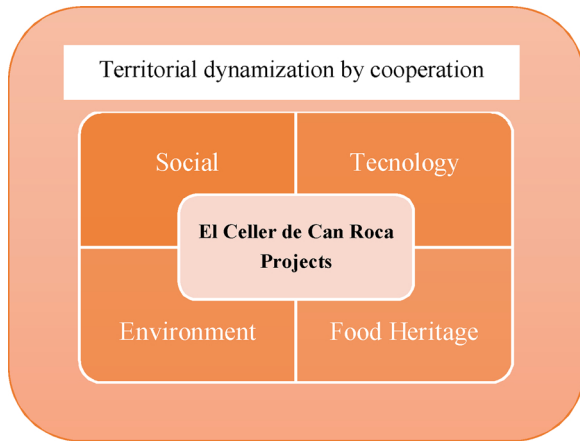 Territorial dynamization by cooperation
Social
Tecnology
El Celler de Can Roca
Projects
Environment
Food Heritage